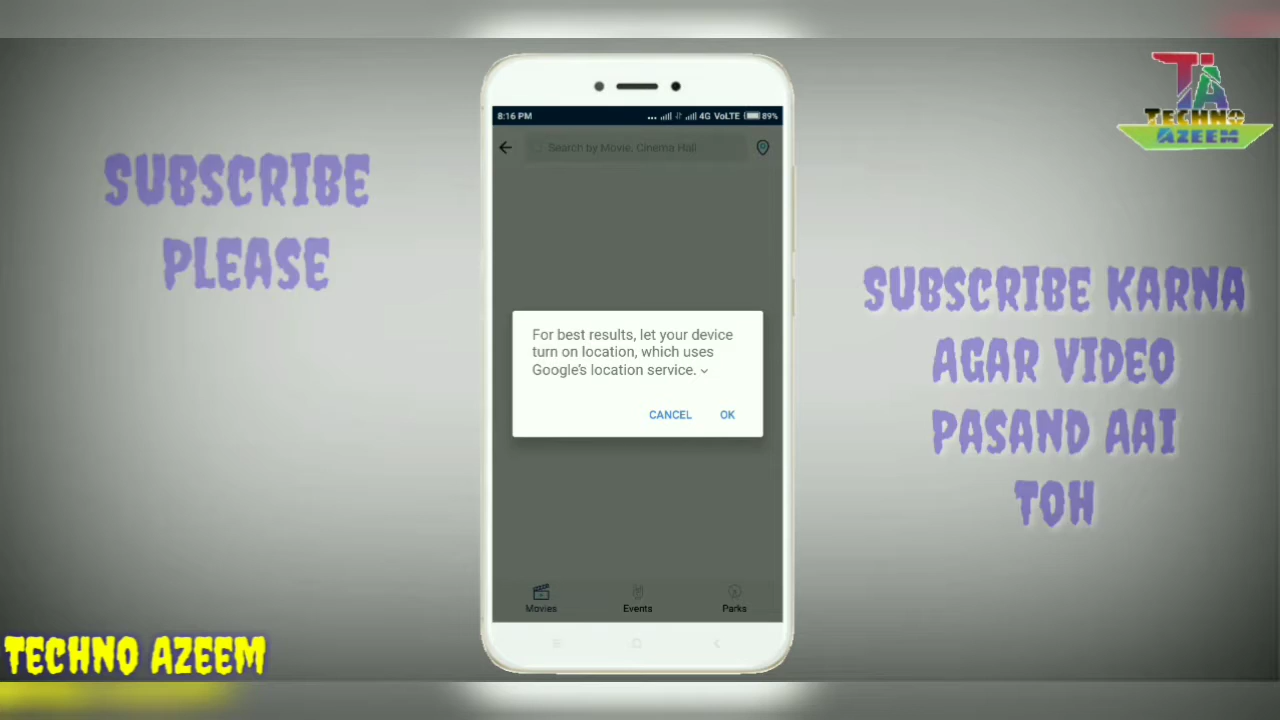 SUBSCRIBE
PLEASE
TA
TECHNO
AZEEM
8:16 PM
4G VoLTE 89%
Search by Movie, Cinema Hall
For best results, let your device
turn on location, which uses
Google's location service.
CANCEL OK
Movies Events Parks
SUBSCRIBE KARNA
AGAR VIDEO
PASAND AAI
TOH
TECHNO AZEEM